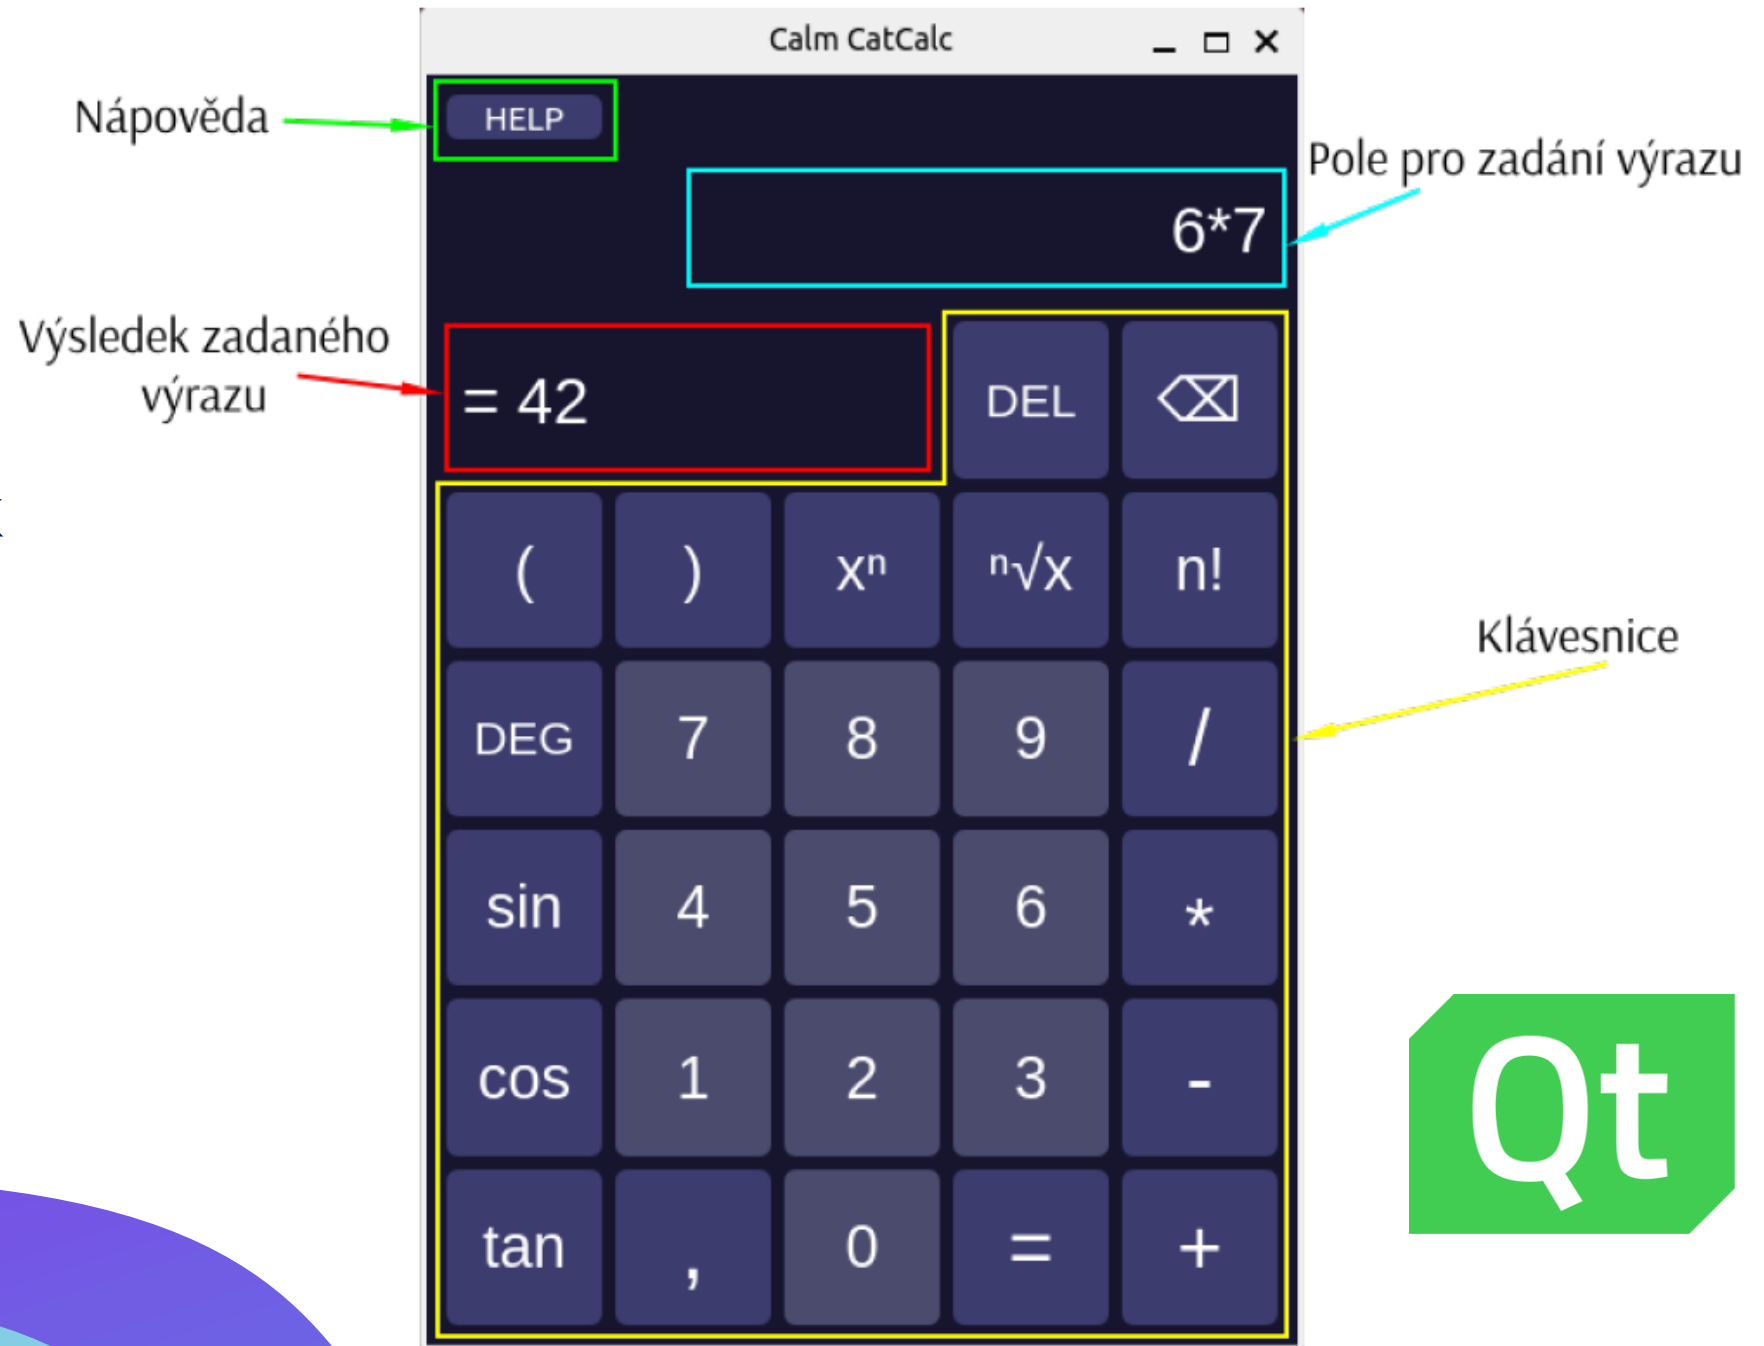 Calm CatCalc
Nápověda
HELP
Pole pro zadání výrazu
6*7
Výsledek zadaného
výrazu
= 42
DEL
⌫
( ) xⁿ ⁿ√x n!
Klávesnice
DEG 7 8 9 /
sin 4 5 6 *
cos 1 2 3 -
tan , 0 = +
Qt